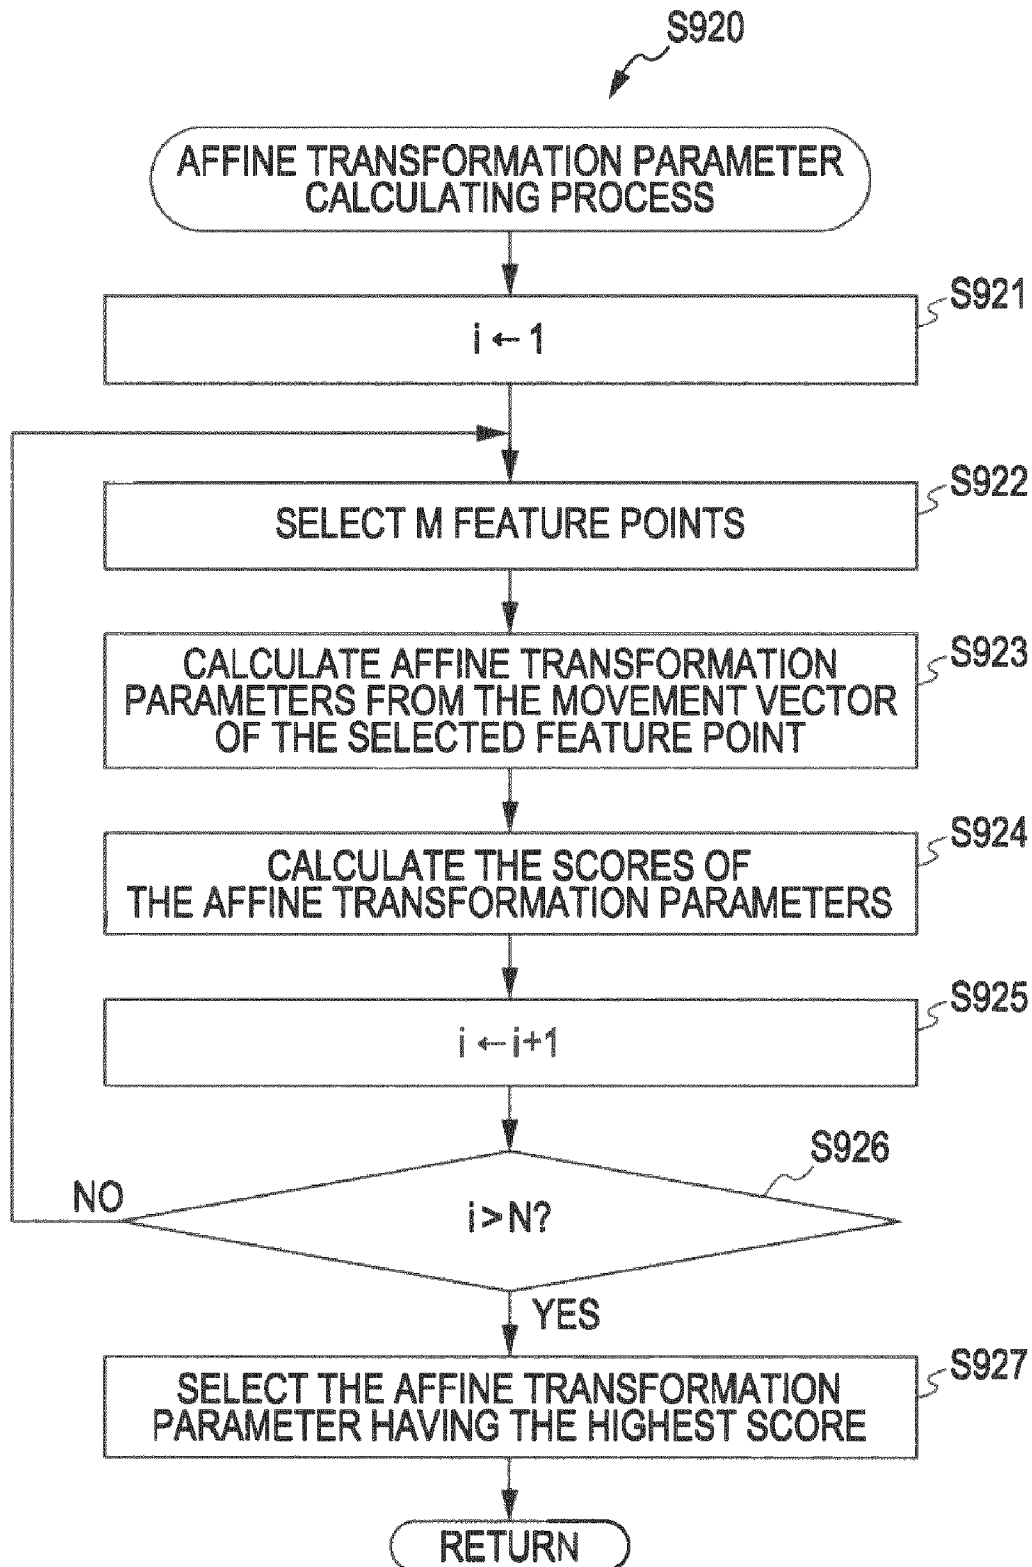 S920
AFFINE TRANSFORMATION PARAMETER
CALCULATING PROCESS
S921
i ← 1
S922
SELECT M FEATURE POINTS
S923
CALCULATE AFFINE TRANSFORMATION
PARAMETERS FROM THE MOVEMENT VECTOR
OF THE SELECTED FEATURE POINT
S924
CALCULATE THE SCORES OF
THE AFFINE TRANSFORMATION PARAMETERS
S925
i ← i+1
S926
NO
i > N?
YES
S927
SELECT THE AFFINE TRANSFORMATION
PARAMETER HAVING THE HIGHEST SCORE
RETURN